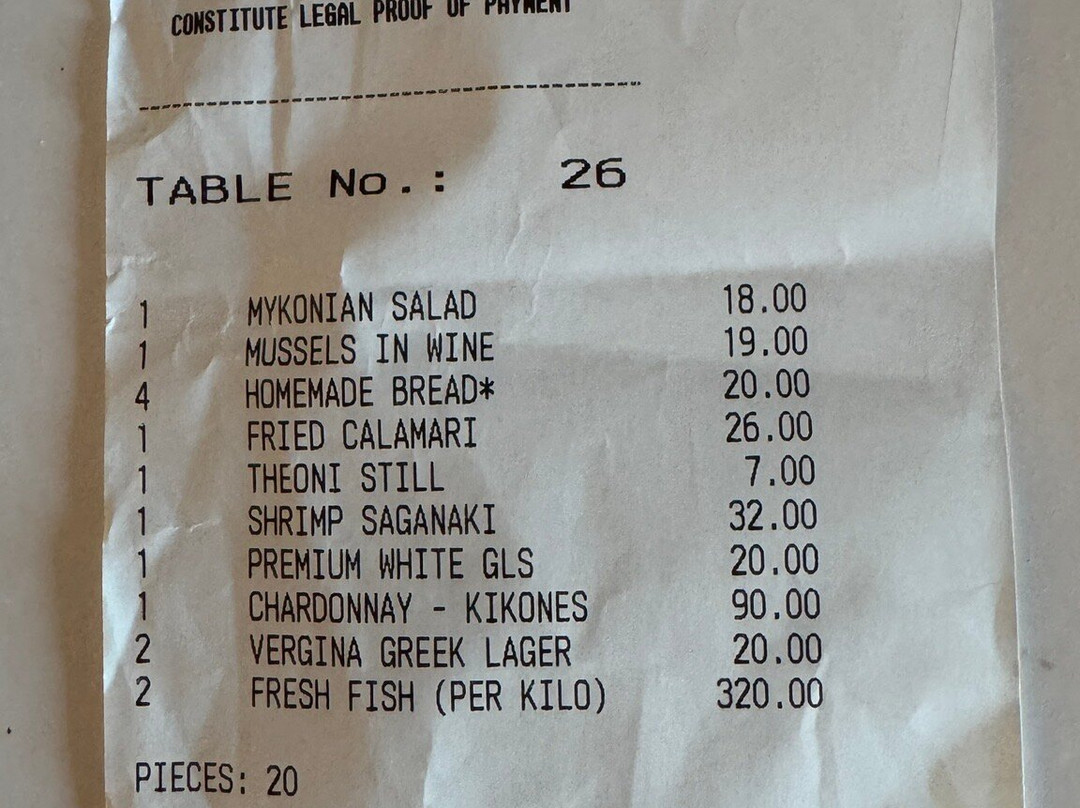 CONSTITUTE LEGAL PROOF OF PAYMENT
TABLE No.: 26
1 MYKONIAN SALAD 18.00
1 MUSSELS IN WINE 19.00
4 HOMEMADE BREAD* 20.00
1 FRIED CALAMARI 26.00
1 THEONI STILL 7.00
1 SHRIMP SAGANAKI 32.00
1 PREMIUM WHITE GLS 20.00
1 CHARDONNAY - KIKONES 90.00
2 VERGINA GREEK LAGER 20.00
2 FRESH FISH (PER KILO) 320.00
PIECES: 20